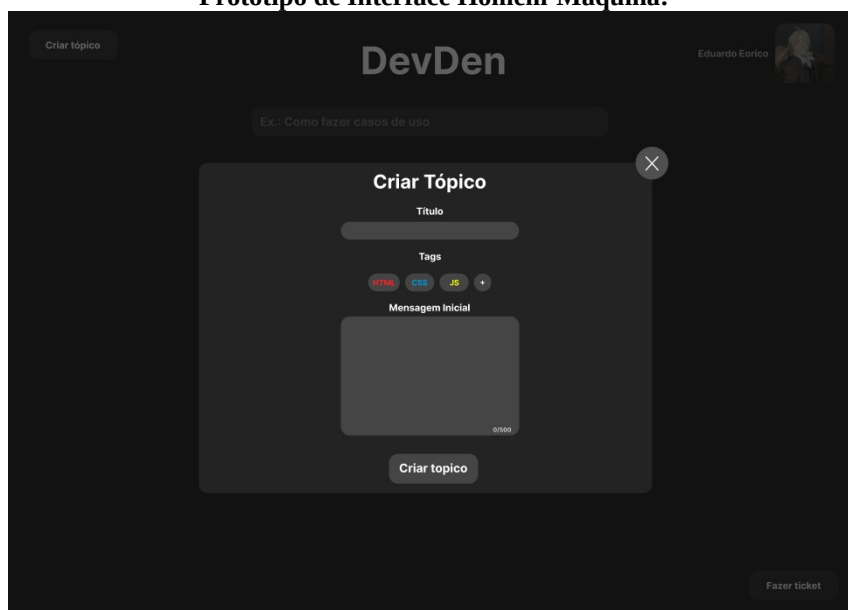 Protótipo de Interface Homem-Máquina:
Criar tópico
DevDen
Eduardo Eorico
Ex.: Como fazer casos de uso
Criar Tópico
Título
Tags
HTML CSS JS +
Mensagem Inicial
0/500
Criar topico
Fazer ticket